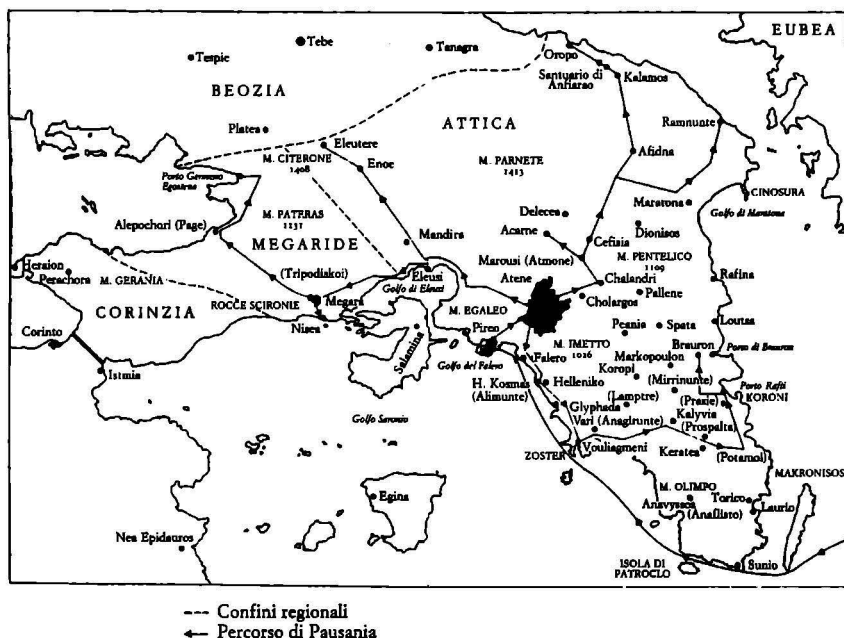 EUBEA
Tebe
Tespie
Tanagra
Oropo
Santuario di
Anfiarao
Kalamos
BEOZIA
ATTICA
Ramnunte
Platea
Eleutere
M. CITERONE
1408
Enoe
M. PARNETE
1413
Afidna
Porto Germeno
Egostene
CINOSURA
M. PATERAS
1131
Maratona
Golfo di Maratona
Alepochori (Page)
Delecea
Acarne
Dionisos
Mandira
Cefisia
MEGARIDE
Marousi (Atmone)
M. PENTELICO
1109
Heraion
Perachora
M. GERANIA
(Tripodiskoi)
Eleusi
Golfo di Eleusi
Atene
Chalandri
Rafina
Megara
Cholargos
Pallene
ROCCE SCIRONIE
M. EGALEO
CORINZIA
Nisea
Pireo
Peania
Spata
Loutsa
Corinto
Salamina
M. IMETTO
1026
Brauron
Porto di Brauron
Golfo del Falero
Falero
Markopoulon
Istmia
Koropi
Helleniko
(Mirrinunte)
Porto Rafti
H. Kosmas
(Alimunte)
KORONI
Glyphada
(Lamptre)
(Prasie)
Golfo Saronio
Vari (Anagirunte)
Kalyvia
(Prospalta)
ZOSTER
Vouliagmeni
Keratea
(Potamoi)
MAKRONISOS
Egina
M. OLIMPO
Torico
Anavyssos
(Anaflisto)
Laurio
Nea Epidauros
ISOLA DI
PATROCLO
Sunio
--- Confini regionali
← Percorso di Pausania